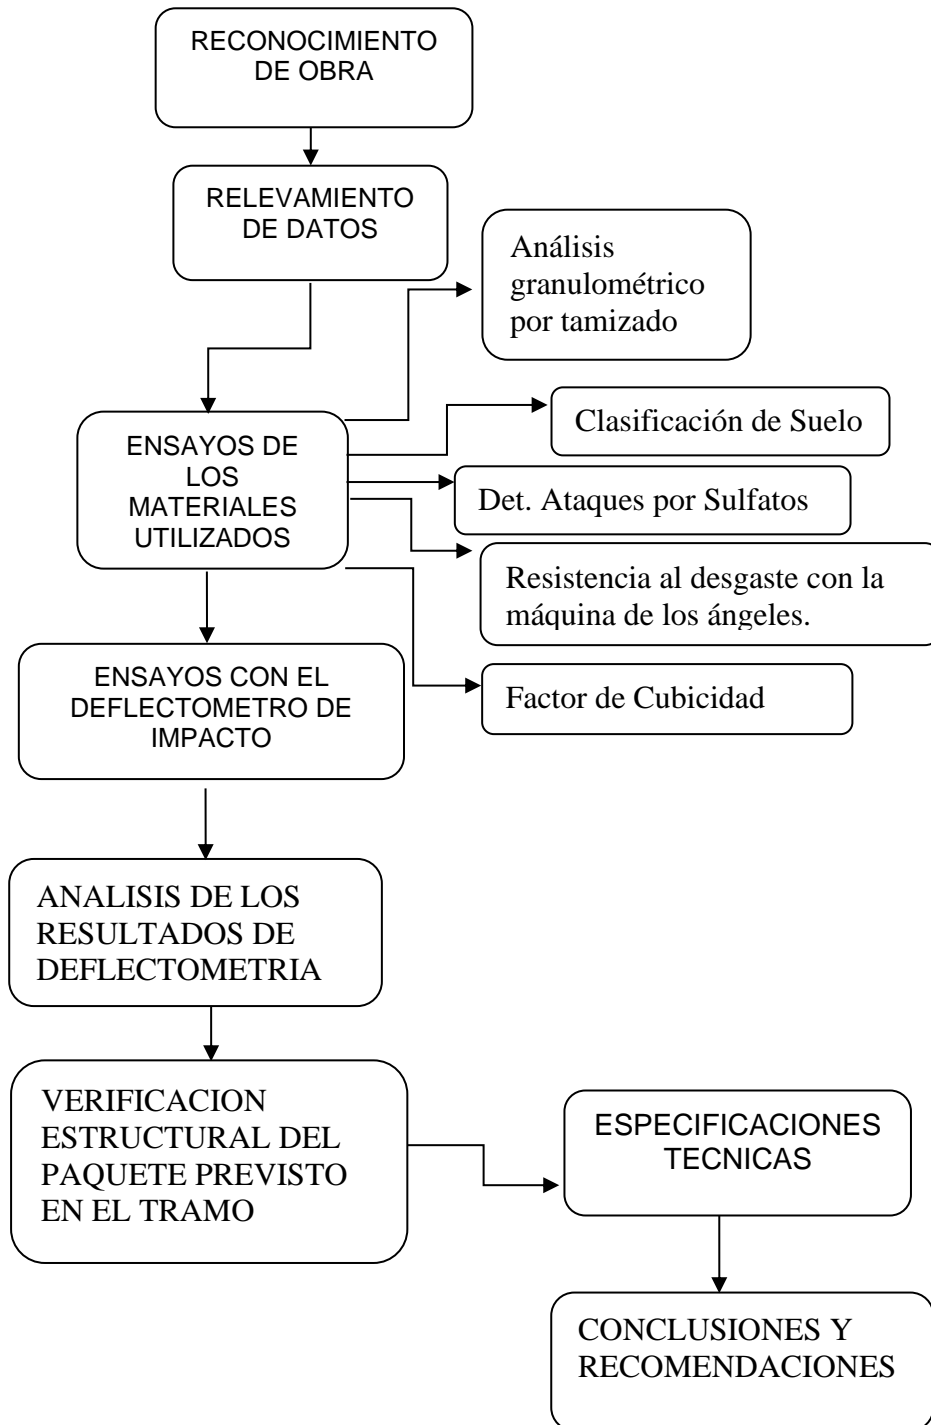 RECONOCIMIENTO
DE OBRA
RELEVAMIENTO
DE DATOS
Análisis
granulométrico
por tamizado
ENSAYOS DE
LOS
MATERIALES
UTILIZADOS
Clasificación de Suelo
Det. Ataques por Sulfatos
Resistencia al desgaste con la
máquina de los ángeles.
Factor de Cubicidad
ENSAYOS CON EL
DEFLECTOMETRO DE
IMPACTO
ANALISIS DE LOS
RESULTADOS DE
DEFLECTOMETRIA
VERIFICACION
ESTRUCTURAL DEL
PAQUETE PREVISTO
EN EL TRAMO
ESPECIFICACIONES
TECNICAS
CONCLUSIONES Y
RECOMENDACIONES